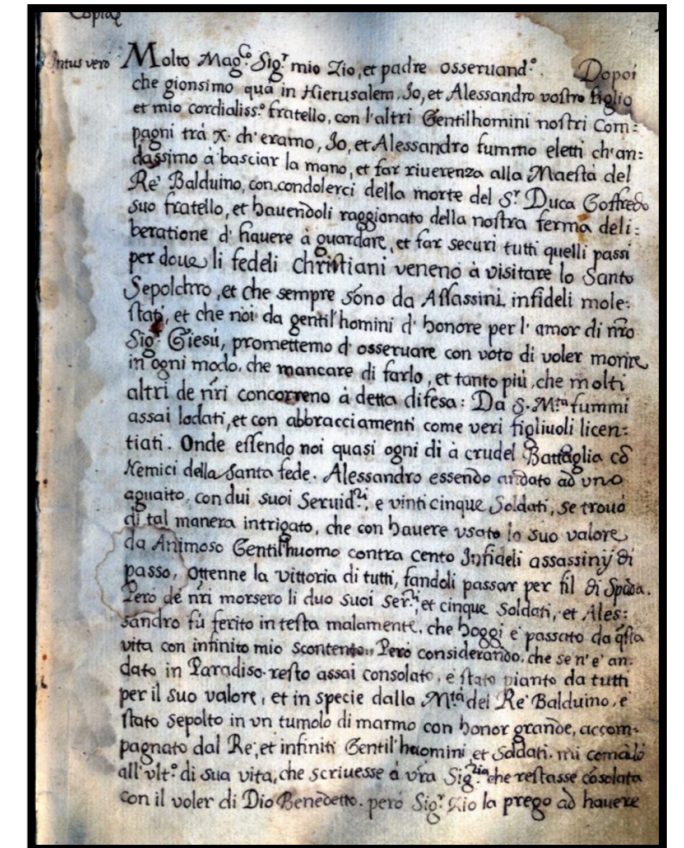 Copia
Intus vero Molto Mag.co Sig.r mio Zio, et padre osseruand.o. Dopoi
che gionsimo quà in Hierusalem, Io, et Alessandro vostro figlio
et mio cordialiss.o fratello, con l'altri Gentilhomini nostri Com:
pagni trà X. ch'eramo, Io, et Alessandro fummo eletti ch'an:
dassimo à basciar la mano, et far riuerenza alla Maestà del
Rè Balduino, con condolerci della morte del S.r Duca Goffredo
suo fratello, et hauendoli raggionato della nostra ferma deli:
beratione d'hauere à guardare, et far securi tutti quelli passi
per doue li fedeli Christiani veneno à visitare lo Santo
Sepolchro, et che sempre sono da Assassini infideli mole:
stati, et che noi da gentil'homini d'honore per l'amor di nr̃o
Sig.r Giesù, promettemo d'osseruare con voto di voler morire
in ogni modo, che mancare di farlo, et tanto più, che molti
altri de nr̃i concorreno à detta difesa: Da S. M.tà fummi
assai lodati, et con abbracciamenti come veri figliuoli licen:
tiati. Onde essendo noi quasi ogni dì à crudel Battaglia cõ
Nemici della Santa fede. Alessandro essendo andato ad uno
aguaito, con dui suoi Seruid.ri, e vinti cinque Soldati, se trouò
di tal manera intrigato, che con hauere vsato lo suo valore
da Animoso Gentil'huomo contra cento Infideli assassinij di
passo, ottenne la vittoria di tutti, fandoli passar per fil di Spada.
Però de nr̃i morsero li duo suoi Ser.ri, et cinque Soldati, et Ales:
sandro fù ferito in testa malamente, che hoggi e' passato da q̃sta
vita con infinito mio scontento. Però considerando, che se n'e' an:
dato in Paradiso resto assai consolato, e stato pianto da tutti
per il suo valore, et in specie dalla M.tà del Rè Balduino, e'
stato sepolto in vn tumolo di marmo con honor grande, accom-
pagnato dal Rè, et infiniti Gentil'huomini et Soldati. mi comãdò
all'vlt.o di sua vita, che scriuesse à vr̃a Sig.ria che restasse cõsolata
con il voler di Dio Benedetto. però Sig.r Zio la prego ad hauere